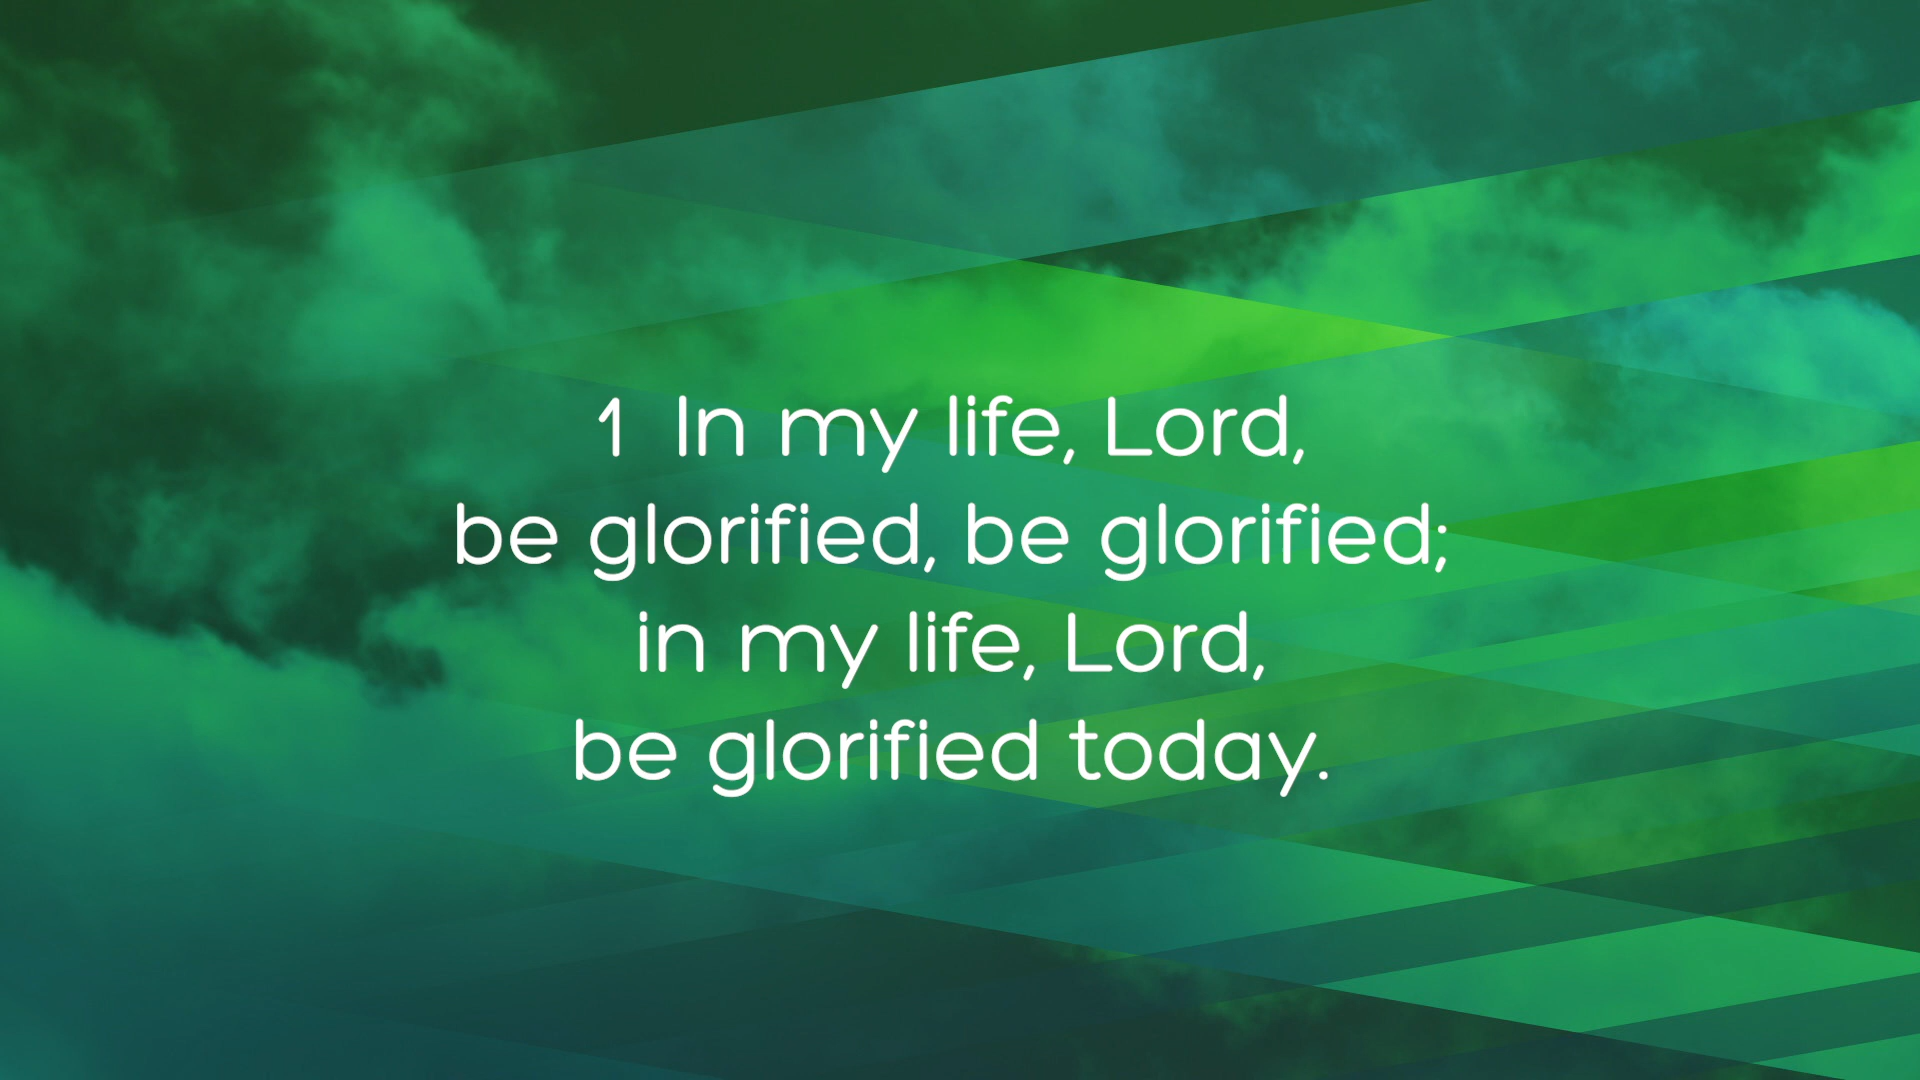 1 In my life, Lord,
be glorified, be glorified;
in my life, Lord,
be glorified today.